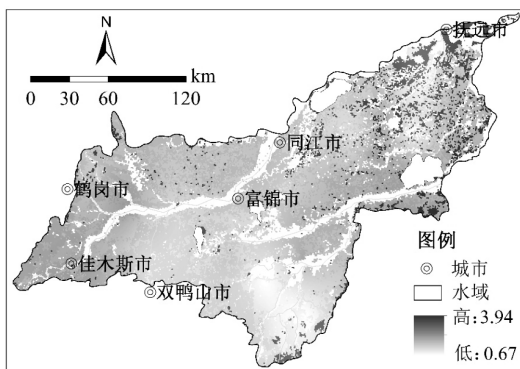 N
km
0 30 60 120
抚远市
同江市
鹤岗市
富锦市
佳木斯市
双鸭山市
图例
城市
水域
高: 3.94
低: 0.67